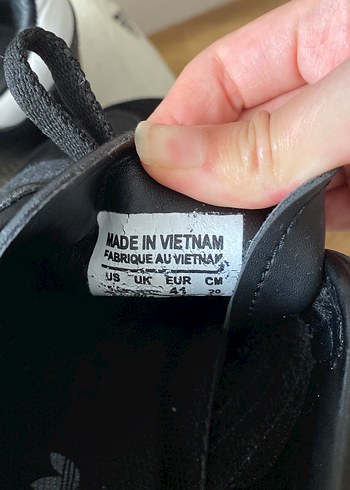 MADE IN VIETNAM
FABRIQUE AU VIETNAM
US UK EUR CM
41